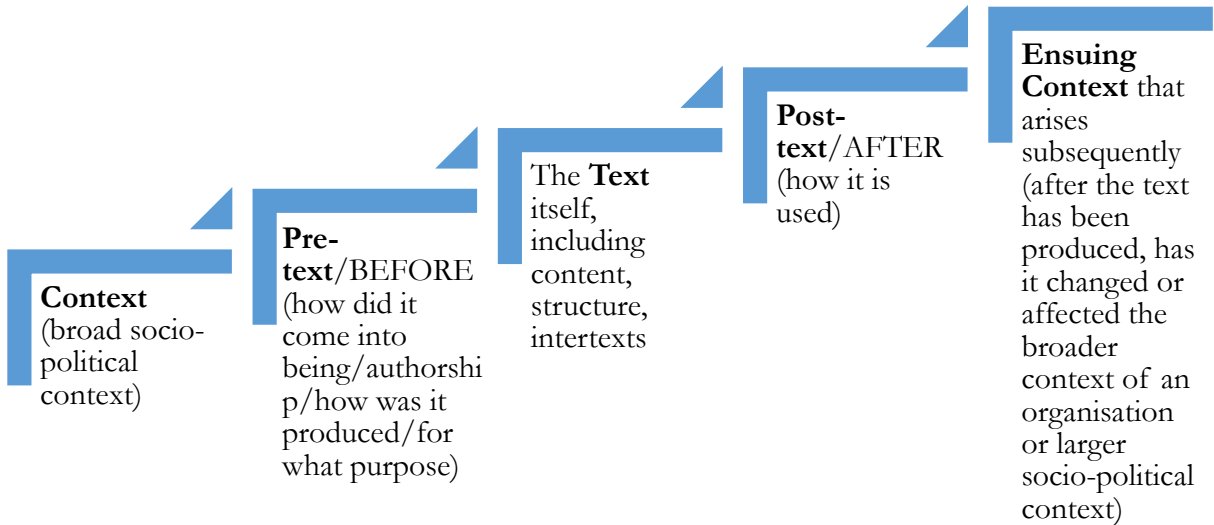 Context
(broad socio-
political
context)
Pre-
text/BEFORE
(how did it
come into
being/authorshi
p/how was it
produced/for
what purpose)
The Text
itself,
including
content,
structure,
intertexts
Post-
text/AFTER
(how it is
used)
Ensuing
Context that
arises
subsequently
(after the text
has been
produced, has
it changed or
affected the
broader
context of an
organisation
or larger
socio-political
context)